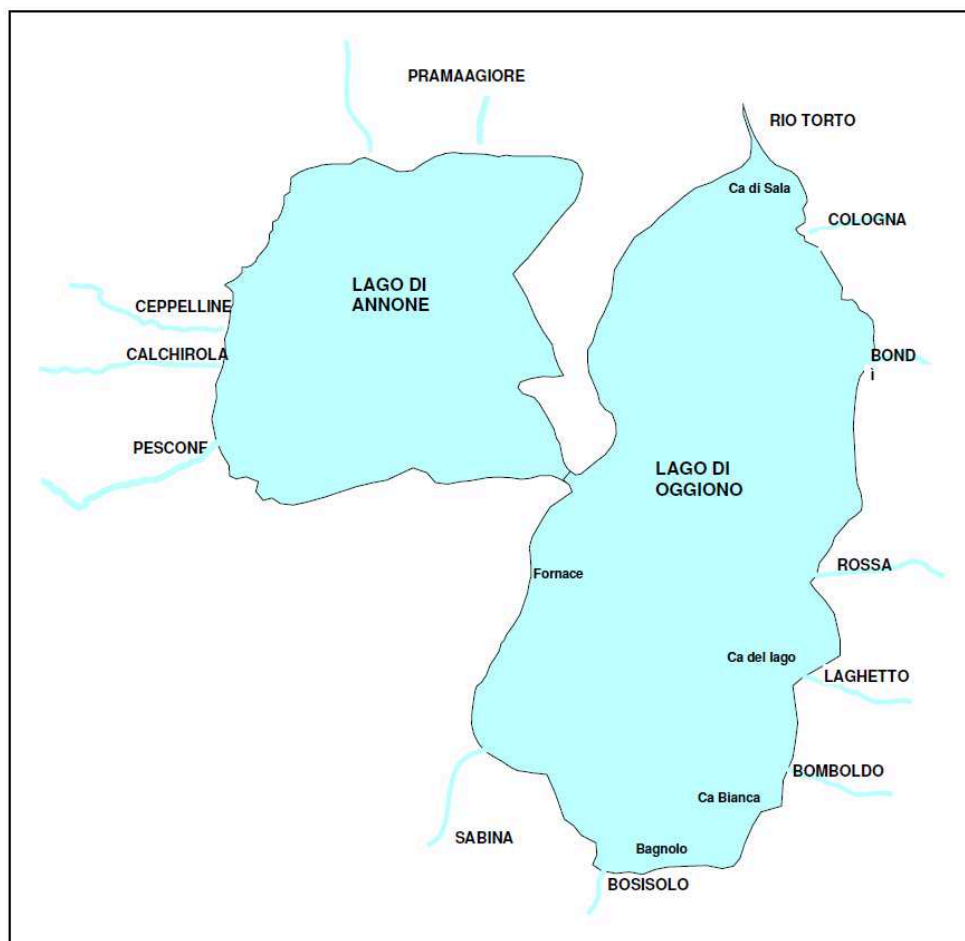 PRAMAAGIORE
RIO TORTO
Ca di Sala
COLOGNA
LAGO DI
ANNONE
CEPPELLINE
CALCHIROLA
BOND
ì
PESCONE
LAGO DI
OGGIONO
Fornace
ROSSA
Ca del lago
LAGHETTO
BOMBOLDO
Ca Bianca
SABINA
Bagnolo
BOSISOLO